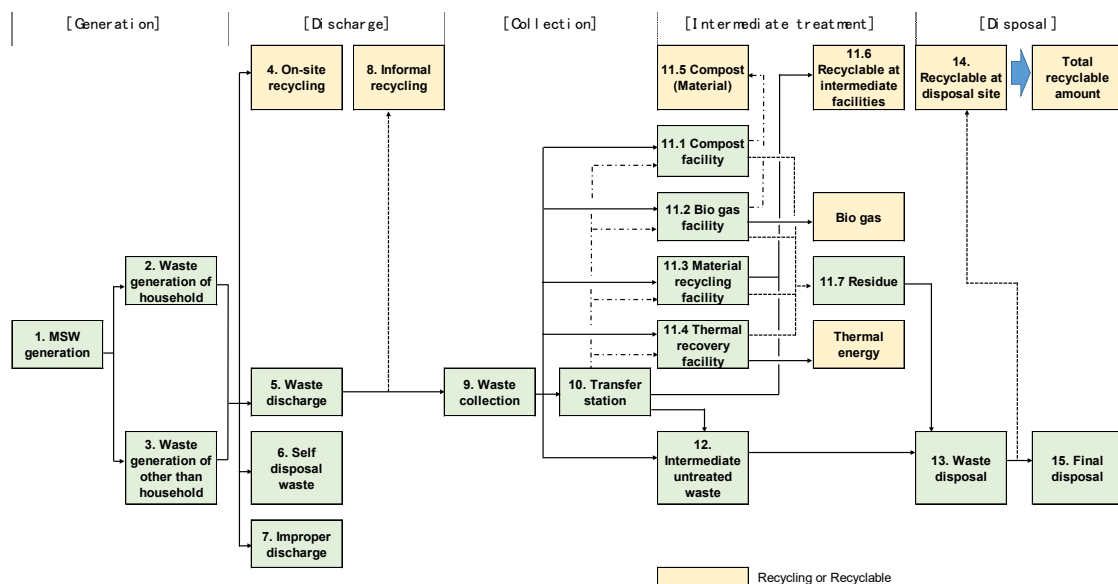 [Generation]
[Discharge]
[Collection]
[Intermediate treatment]
[Disposal]
4. On-site
recycling
8. Informal
recycling
11.5 Compost
(Material)
11.6
Recyclable at
intermediate
facilities
14.
Recyclable at
disposal site
Total
recyclable
amount
11.1 Compost
facility
11.2 Bio gas
facility
Bio gas
2. Waste
generation of
household
11.3 Material
recycling
facility
11.7 Residue
1. MSW
generation
11.4 Thermal
recovery
facility
Thermal
energy
5. Waste
discharge
9. Waste
collection
10. Transfer
station
3. Waste
generation of
other than
household
6. Self
disposal
waste
12.
Intermediate
untreated
waste
13. Waste
disposal
15. Final
disposal
7. Improper
discharge
Recycling or Recyclable